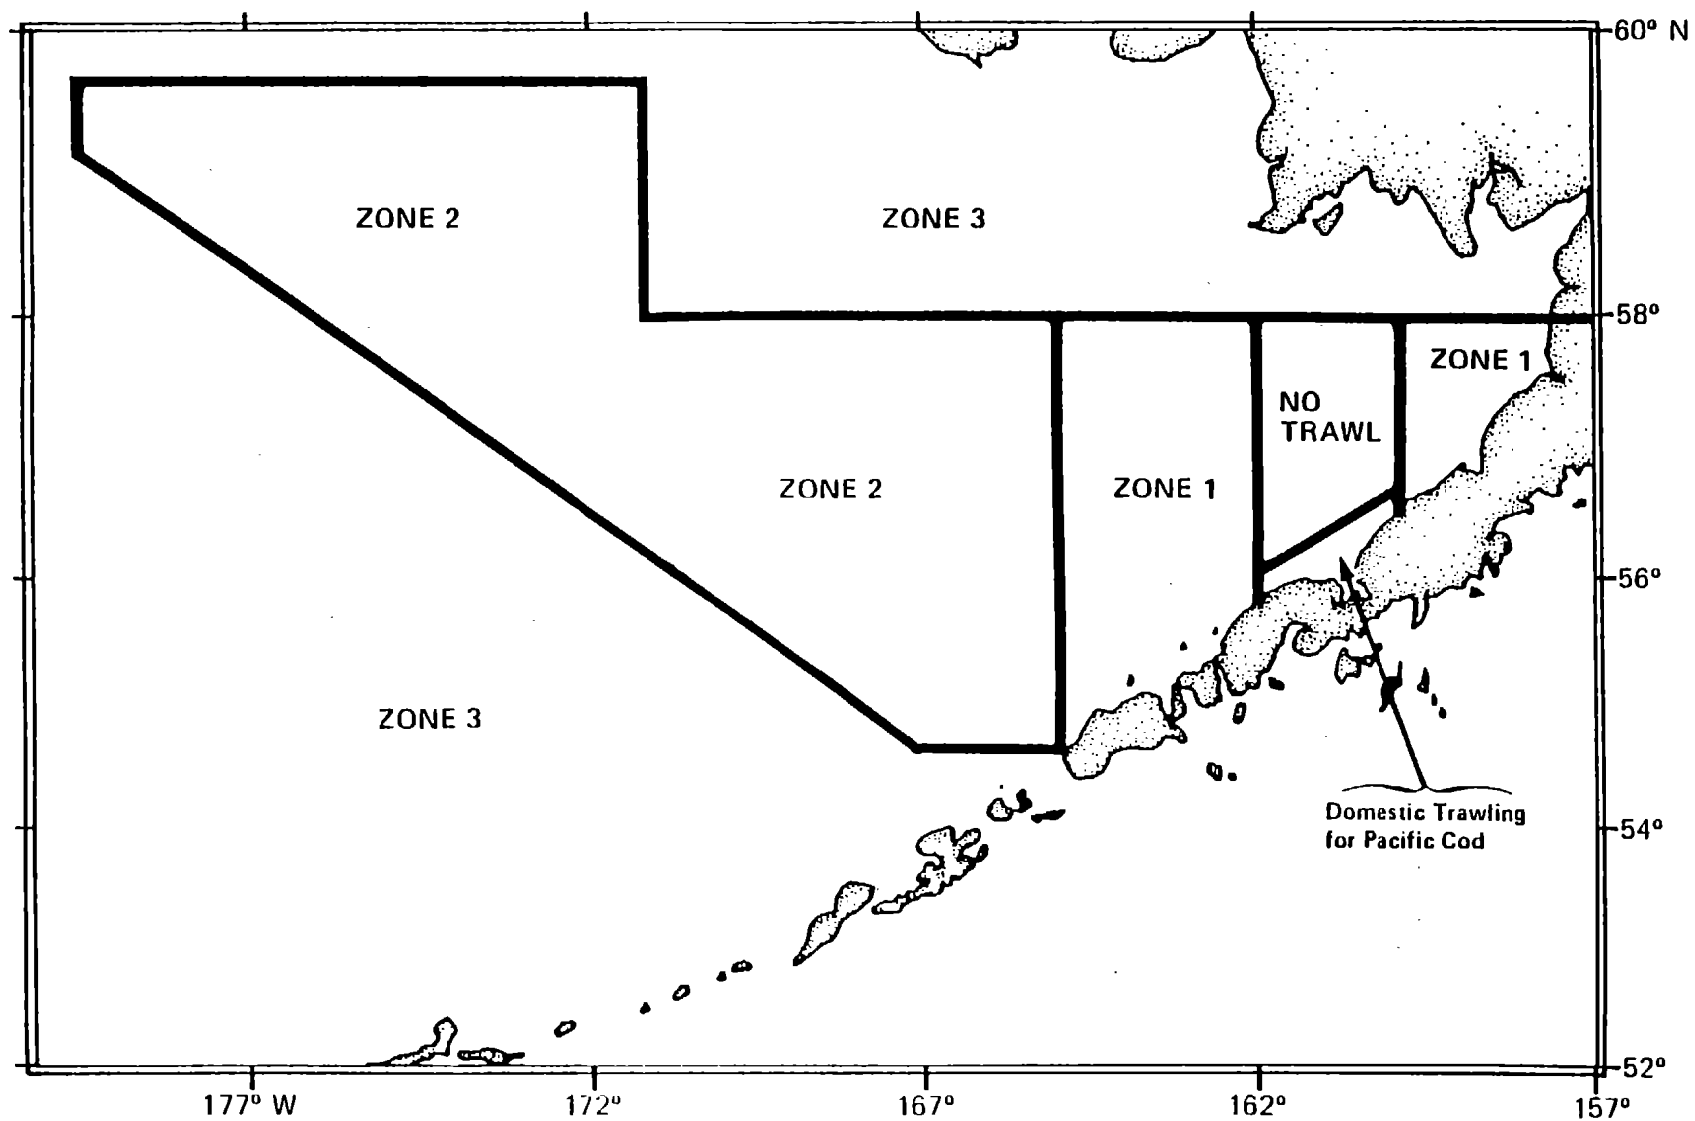 60° N
ZONE 2
ZONE 3
58°
ZONE 1
NO
TRAWL
ZONE 2
ZONE 1
56°
ZONE 3
Domestic Trawling
for Pacific Cod
54°
52°
177° W
172°
167°
162°
157°